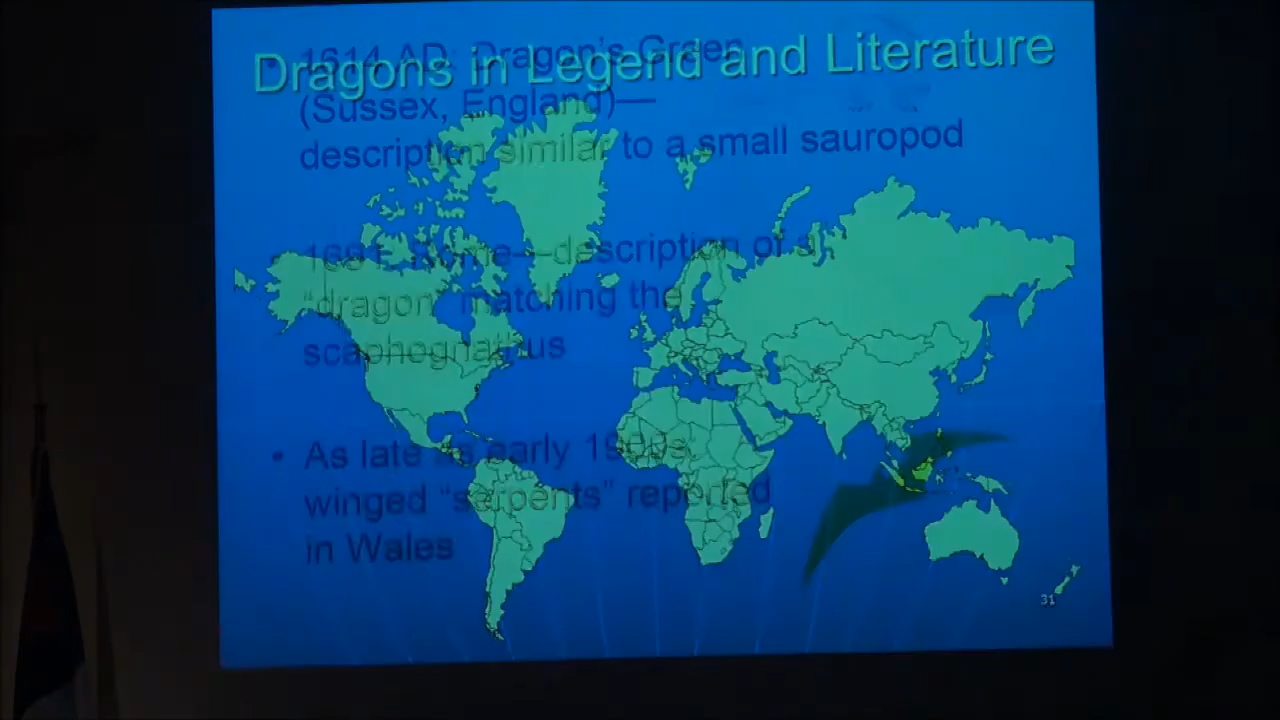 Dragons in Legend and Literature
1614 AD: Dragon's Green
(Sussex, England)—
description similar to a small sauropod
Rome—description of a
"dragon" matching the
scaphognathus
• As late as early 1900s,
winged "serpents" reported
in Wales
31